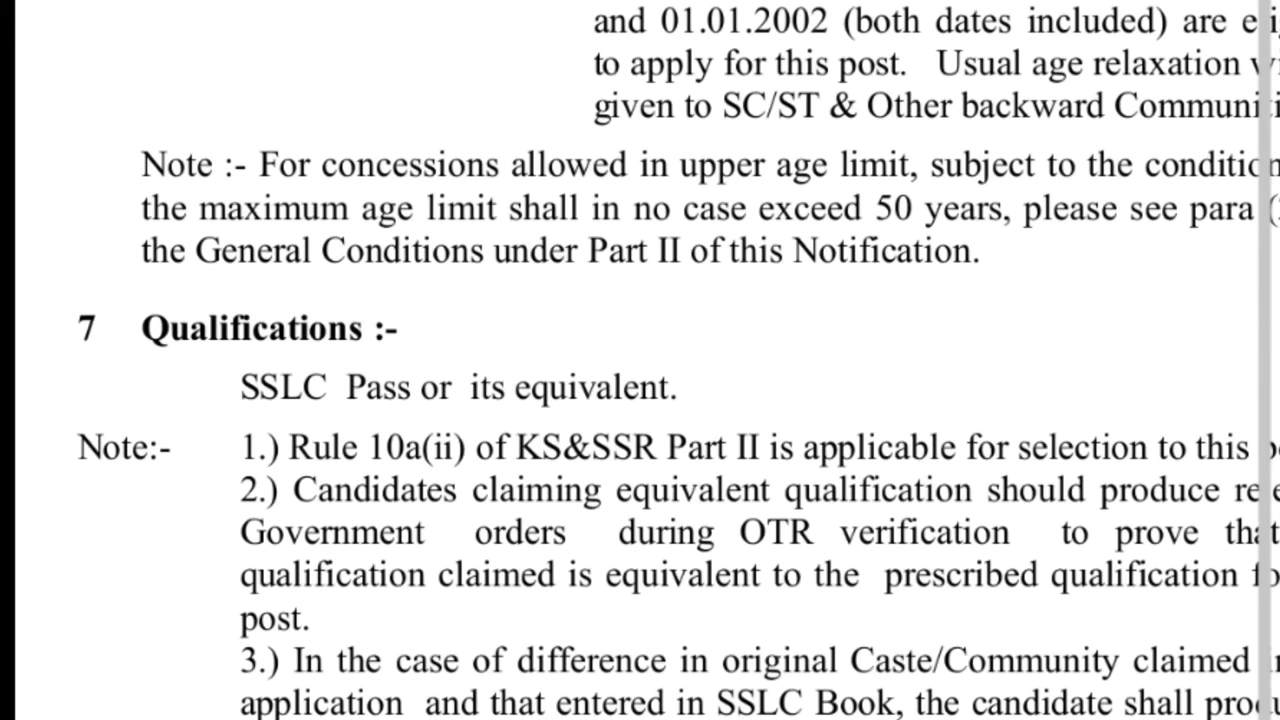 and 01.01.2002 (both dates included) are
to apply for this post. Usual age relaxation
given to SC/ST & Other backward
Note :- For concessions allowed in upper age limit, subject to the
the maximum age limit shall in no case exceed 50 years, please see para
the General Conditions under Part II of this Notification.
7 Qualifications :-
SSLC Pass or its equivalent.
Note:- 1.) Rule 10a(ii) of KS&SSR Part II is applicable for selection to this
2.) Candidates claiming equivalent qualification should produce
Government orders during OTR verification to prove that
qualification claimed is equivalent to the prescribed qualification
post.
3.) In the case of difference in original Caste/Community claimed
application and that entered in SSLC Book, the candidate shall